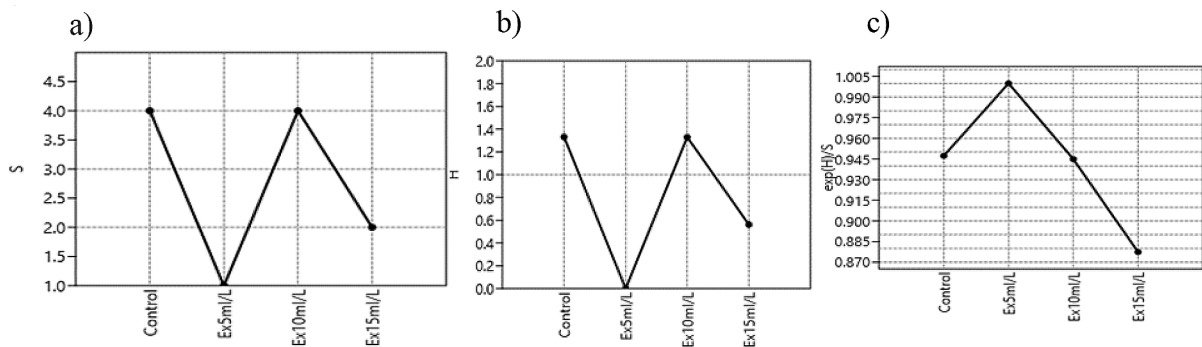 a)
4.5
4.0
3.5
3.0
2.5
2.0
1.5
1.0
S
Control
Ex5ml/L
Ex10ml/L
Ex15ml/L
b)
2.0
1.8
1.6
1.4
1.2
1.0
0.8
0.6
0.4
0.2
0.0
H
Control
Ex5ml/L
Ex10ml/L
Ex15ml/L
c)
1.005
0.990
0.975
0.960
0.945
0.930
0.915
0.900
0.885
0.870
exp(H)/S
Control
Ex5ml/L
Ex10ml/L
Ex15ml/L